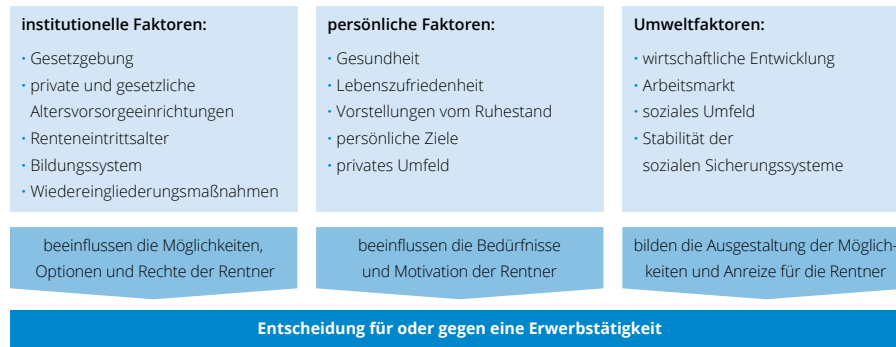 institutionelle Faktoren:
· Gesetzgebung
· private und gesetzliche
Altersvorsorgeeinrichtungen
· Renteneintrittsalter
· Bildungssystem
· Wiedereingliederungsmaßnahmen
beeinflussen die Möglichkeiten,
Optionen und Rechte der Rentner
persönliche Faktoren:
· Gesundheit
· Lebenszufriedenheit
· Vorstellungen vom Ruhestand
· persönliche Ziele
· privates Umfeld
beeinflussen die Bedürfnisse
und Motivation der Rentner
Umweltfaktoren:
· wirtschaftliche Entwicklung
· Arbeitsmarkt
· soziales Umfeld
· Stabilität der
sozialen Sicherungssysteme
bilden die Ausgestaltung der Möglich-
keiten und Anreize für die Rentner
Entscheidung für oder gegen eine Erwerbstätigkeit